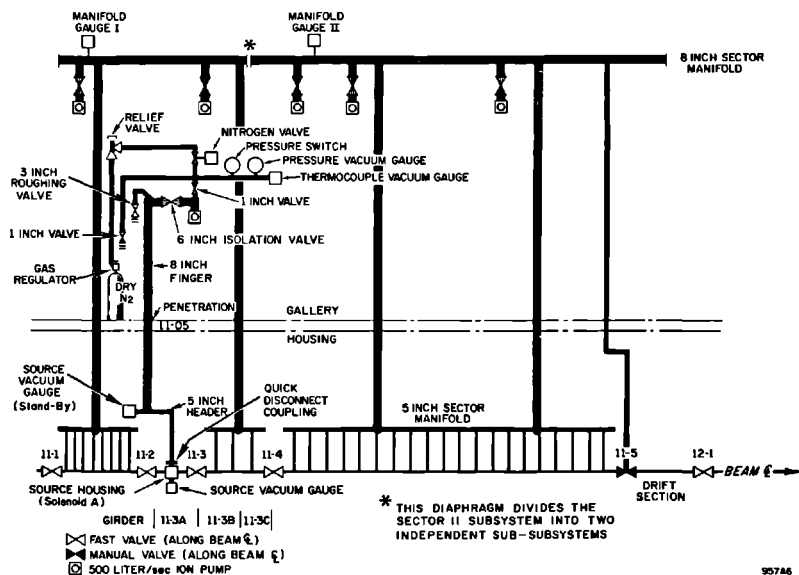 MANIFOLD
GAUGE I
MANIFOLD
GAUGE II
*
8 INCH SECTOR
MANIFOLD
RELIEF
VALVE
NITROGEN VALVE
PRESSURE SWITCH
PRESSURE VACUUM GAUGE
THERMOCOUPLE VACUUM GAUGE
3 INCH
ROUGHING
VALVE
1 INCH VALVE
1 INCH VALVE
6 INCH ISOLATION VALVE
GAS
REGULATOR
DRY
N2
8 INCH
FINGER
PENETRATION
11-05
GALLERY
HOUSING
SOURCE
VACUUM
GAUGE
(Stand-By)
5 INCH
HEADER
QUICK
DISCONNECT
COUPLING
5 INCH SECTOR
MANIFOLD
11-1
11-2
11-3
11-4
11-5
12-1
BEAM ℄
SOURCE HOUSING
(Solenoid A)
SOURCE VACUUM GAUGE
DRIFT
SECTION
GIRDER
11-3A
11-3B
11-3C
* THIS DIAPHRAGM DIVIDES THE
SECTOR II SUBSYSTEM INTO TWO
INDEPENDENT SUB-SUBSYSTEMS
FAST VALVE (ALONG BEAM ℄)
MANUAL VALVE (ALONG BEAM ℄)
500 LITER/sec ION PUMP
957A6